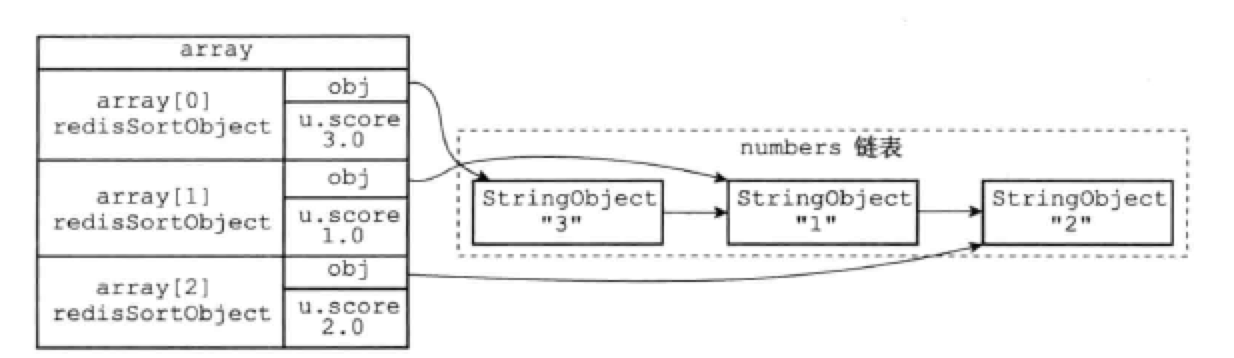 array
array[0]
redisSortObject
obj
u.score
3.0
array[1]
redisSortObject
obj
u.score
1.0
array[2]
redisSortObject
obj
u.score
2.0
numbers 链表
StringObject
"3"
StringObject
"1"
StringObject
"2"